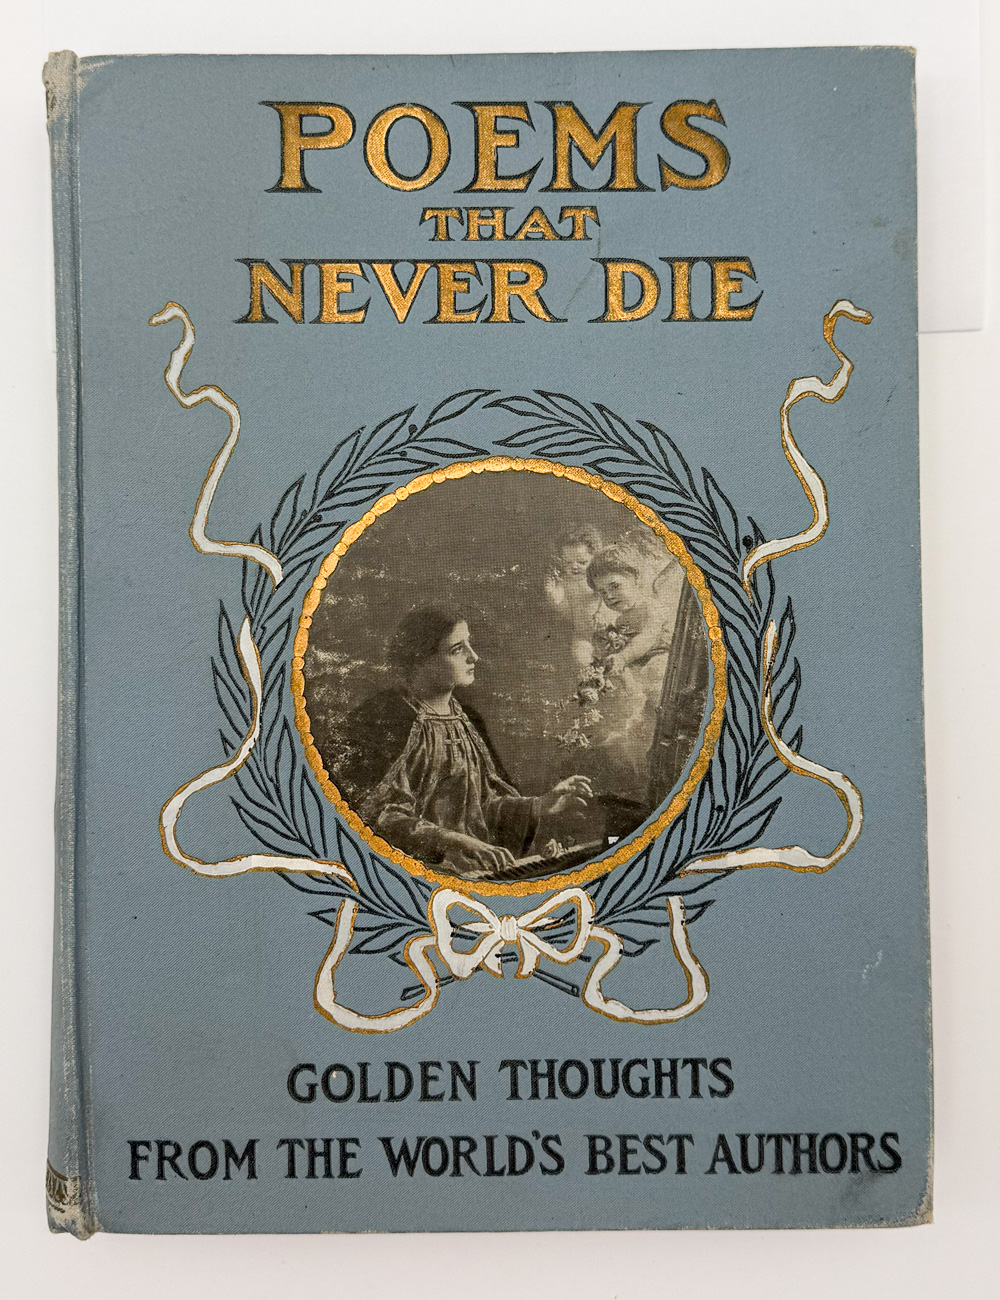 POEMS
THAT
NEVER DIE
GOLDEN THOUGHTS
FROM THE WORLD'S BEST AUTHORS